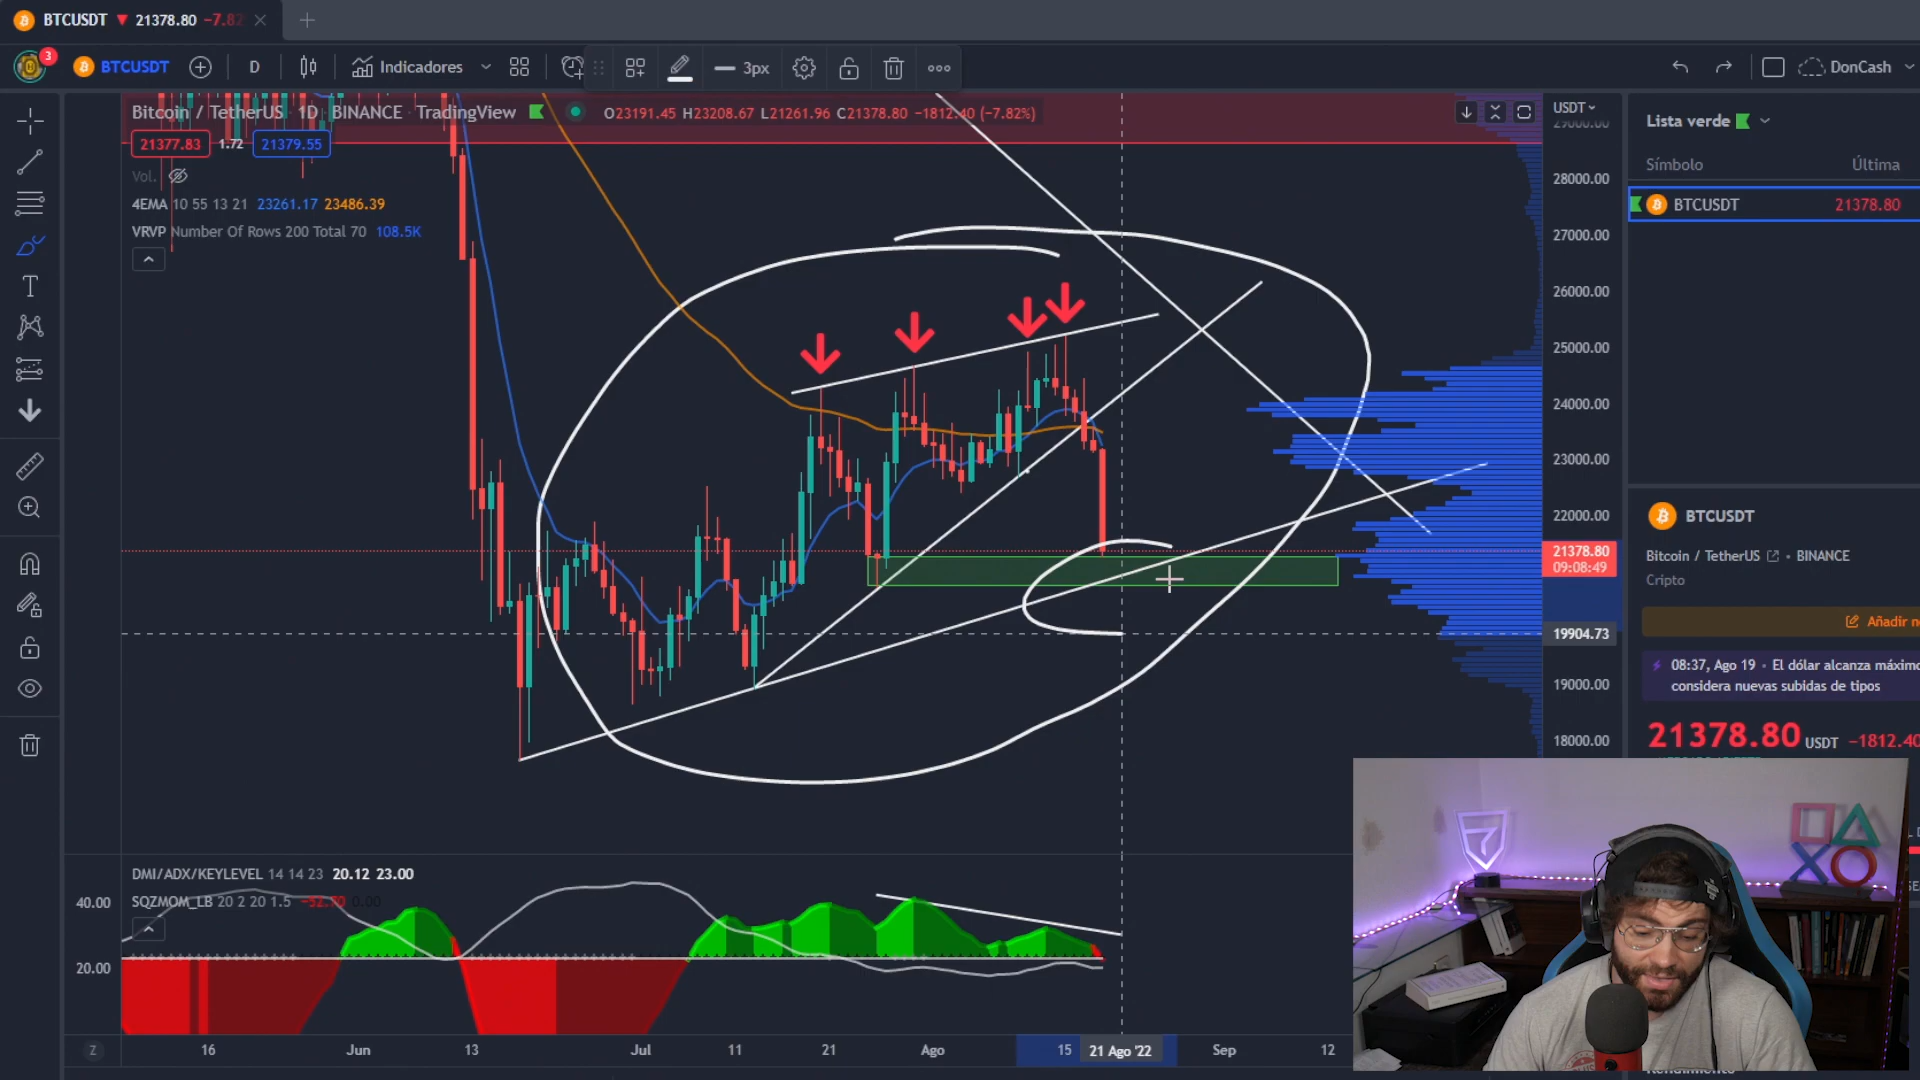 BTCUSDT ▼ 21378.80 −7.82
3
BTCUSDT
D
Indicadores
3px
DonCash
Bitcoin / TetherUS 1D BINANCE TradingView
O23191.45 H23208.67 L21261.96 C21378.80 −1812.40 (−7.82%)
21377.83 1.72 21379.55
Vol.
4EMA 10 55 13 21 23261.17 23486.39
VRVP Number Of Rows 200 Total 70 108.5K
USDT
29000.00
28000.00
27000.00
26000.00
25000.00
24000.00
23000.00
22000.00
21378.80
09:08:49
19904.73
19000.00
18000.00
Lista verde
Símbolo Última
BTCUSDT 21378.80
BTCUSDT
Bitcoin / TetherUS • BINANCE
Cripto
Añadir n
08:37, Ago 19 • El dólar alcanza máximo
considera nuevas subidas de tipos
21378.80 USDT −1812.40
DMI/ADX/KEYLEVEL 14 14 23 20.12 23.00
SQZMOM_LB 20 2 20 1.5 0.00
40.00
20.00
Z
16 Jun 13 Jul 11 21 Ago 15 21 Ago '22 Sep 12
Rendimiento